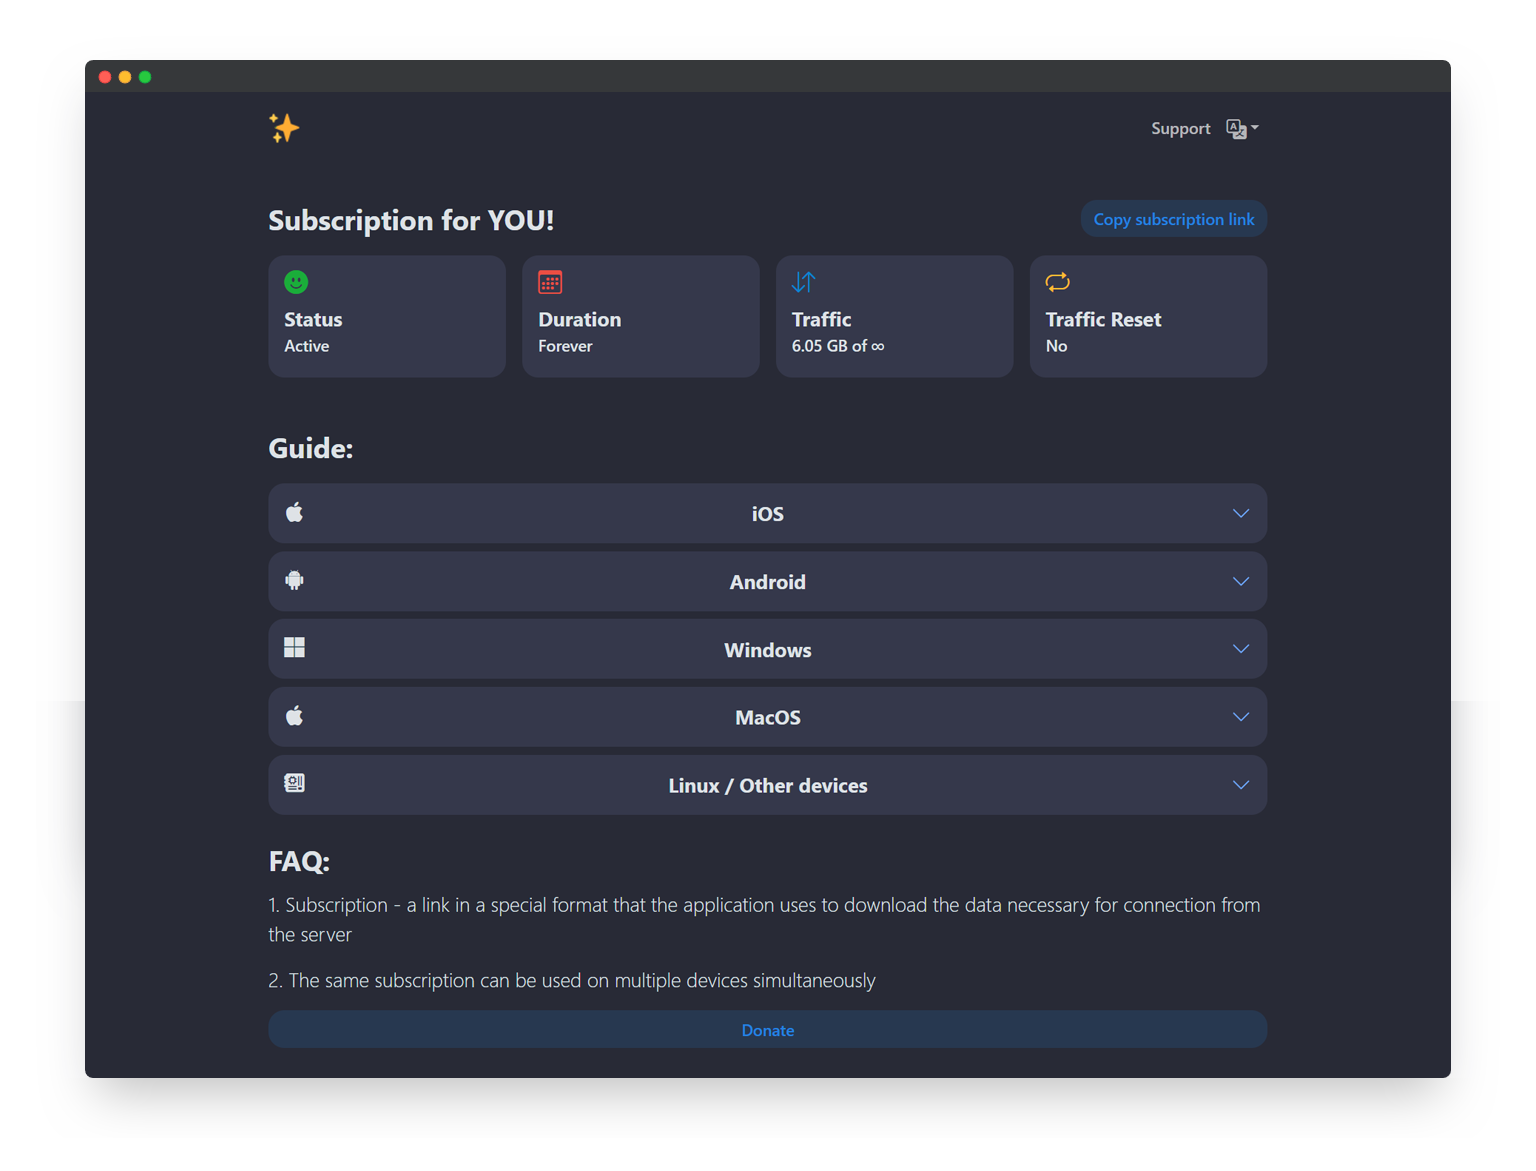 Support
Subscription for YOU!
Copy subscription link
Status
Active
Duration
Forever
Traffic
6.05 GB of ∞
Traffic Reset
No
Guide:
iOS
Android
Windows
MacOS
Linux / Other devices
FAQ:
1. Subscription - a link in a special format that the application uses to download the data necessary for connection from
the server
2. The same subscription can be used on multiple devices simultaneously
Donate